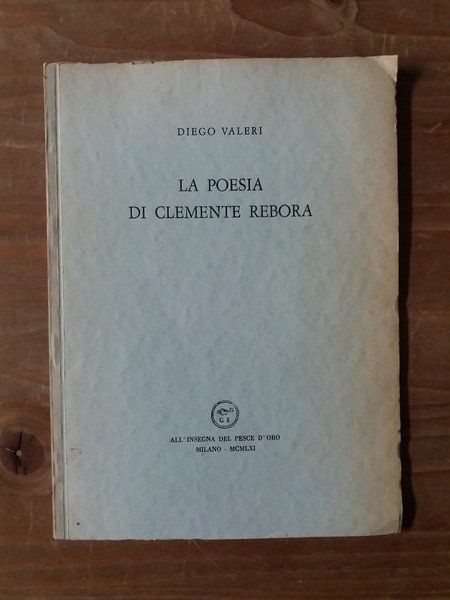 DIEGO VALERI
LA POESIA
DI CLEMENTE REBORA
G S
ALL'INSEGNA DEL PESCE D'ORO
MILANO · MCMLXI